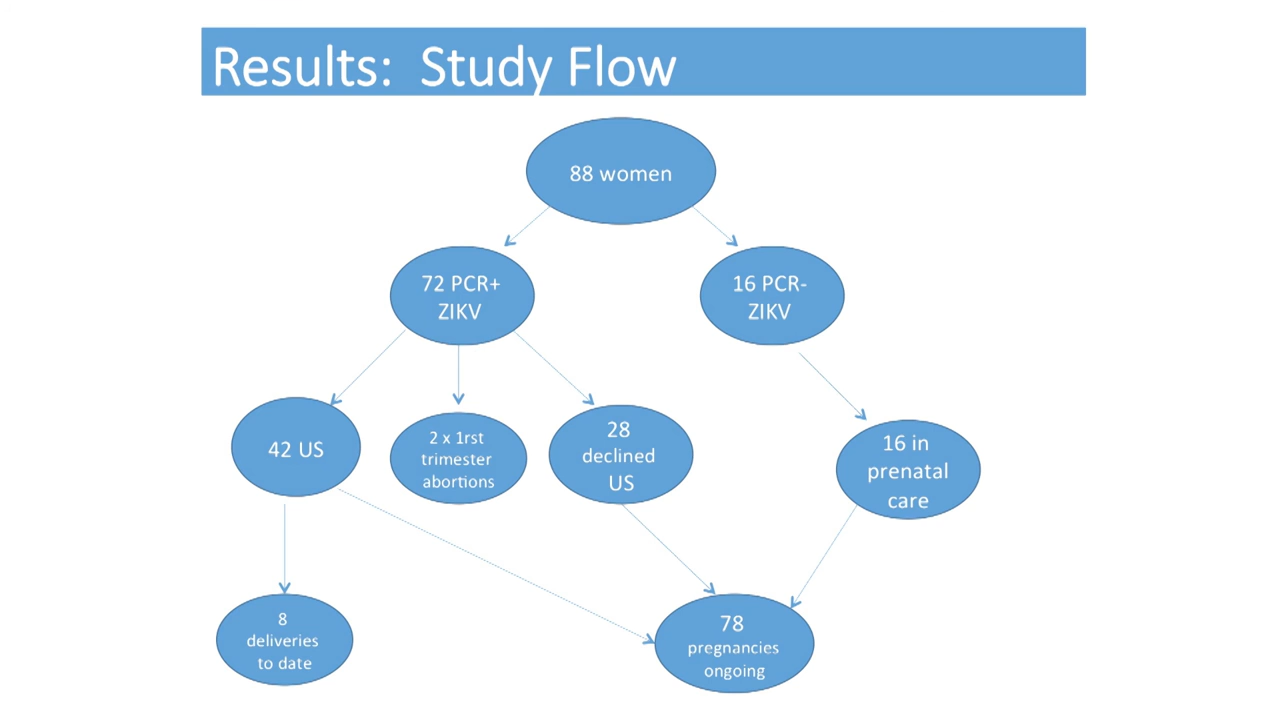 Results:  Study Flow
88 women
72 PCR+
ZIKV
16 PCR-
ZIKV
42 US
2 x 1rst
trimester
abortions
28
declined
US
16 in
prenatal
care
8
deliveries
to date
78
pregnancies
ongoing